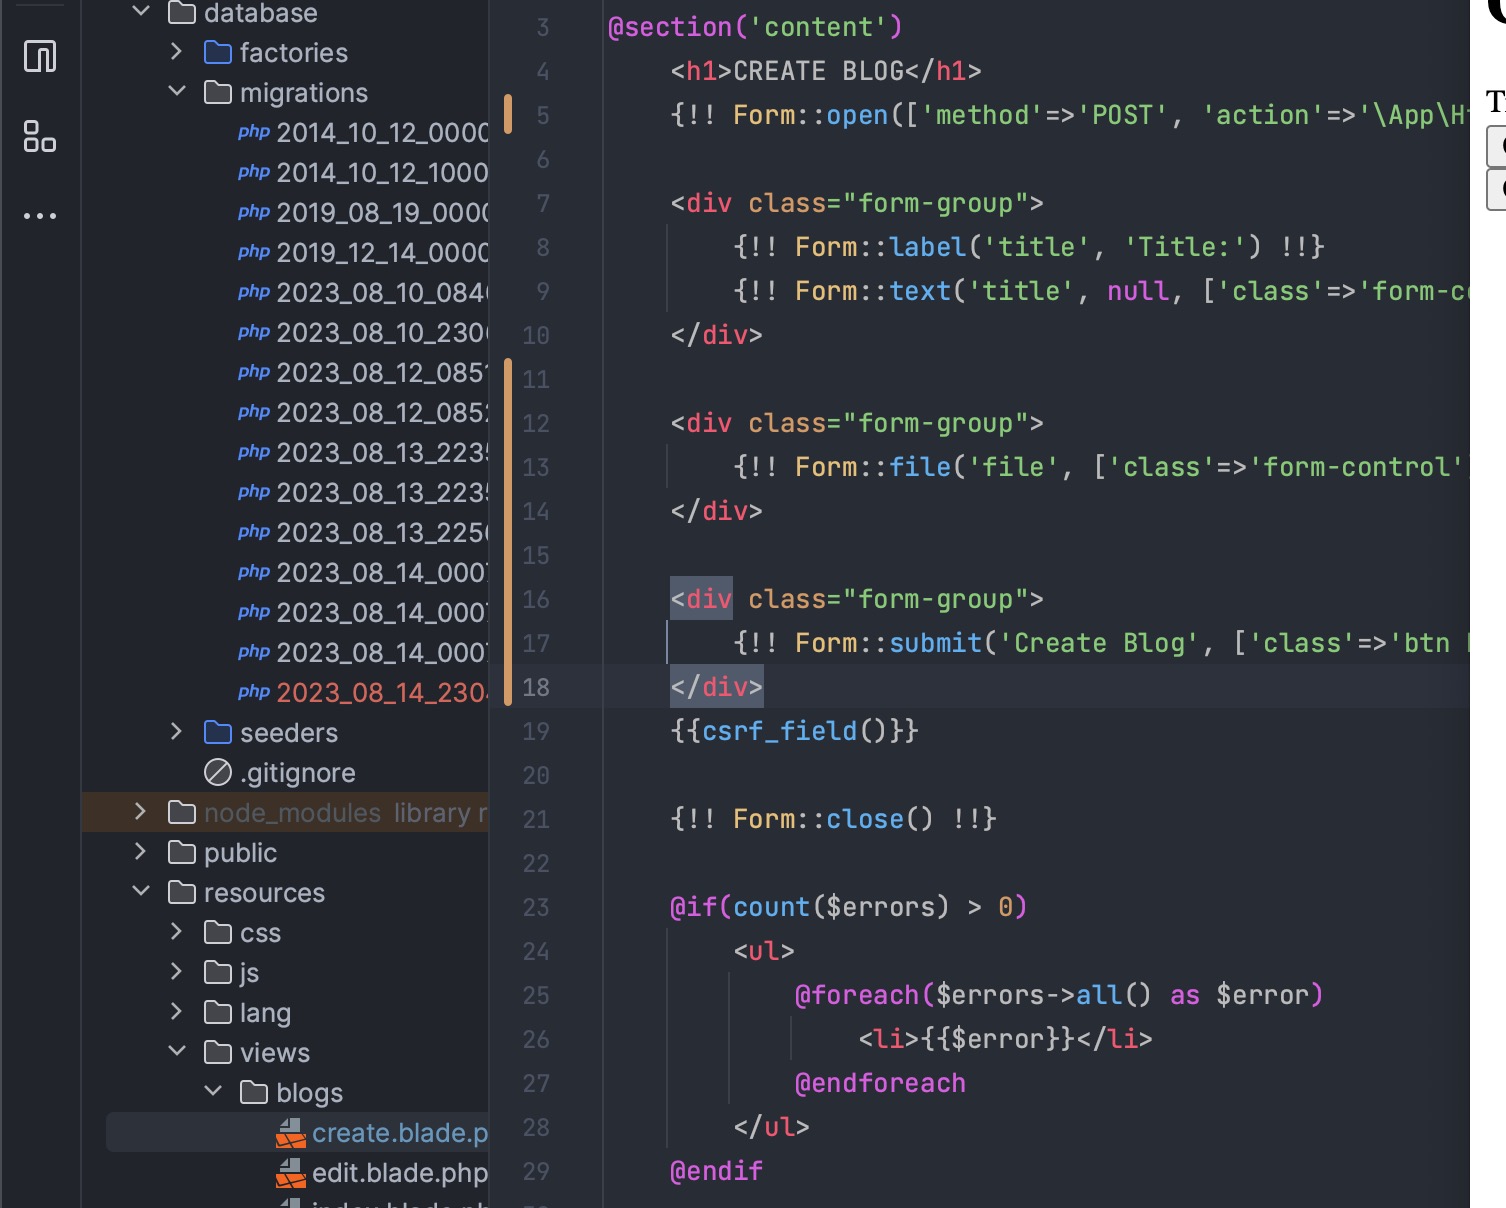 database
factories
migrations
php 2014_10_12_0000
php 2014_10_12_1000
php 2019_08_19_0000
php 2019_12_14_0000
php 2023_08_10_084
php 2023_08_10_230
php 2023_08_12_085
php 2023_08_12_085
php 2023_08_13_223
php 2023_08_13_223
php 2023_08_13_225
php 2023_08_14_000
php 2023_08_14_000
php 2023_08_14_000
php 2023_08_14_230
seeders
.gitignore
node_modules library r
public
resources
css
js
lang
views
blogs
create.blade.p
edit.blade.php
3 @section('content')
4 <h1>CREATE BLOG</h1>
5 {!! Form::open(['method'=>'POST', 'action'=>'\App\H
6
7 <div class="form-group">
8 {!! Form::label('title', 'Title:') !!}
9 {!! Form::text('title', null, ['class'=>'form-c
10 </div>
11
12 <div class="form-group">
13 {!! Form::file('file', ['class'=>'form-control'
14 </div>
15
16 <div class="form-group">
17 {!! Form::submit('Create Blog', ['class'=>'btn
18 </div>
19 {{csrf_field()}}
20
21 {!! Form::close() !!}
22
23 @if(count($errors) > 0)
24 <ul>
25 @foreach($errors->all() as $error)
26 <li>{{$error}}</li>
27 @endforeach
28 </ul>
29 @endif